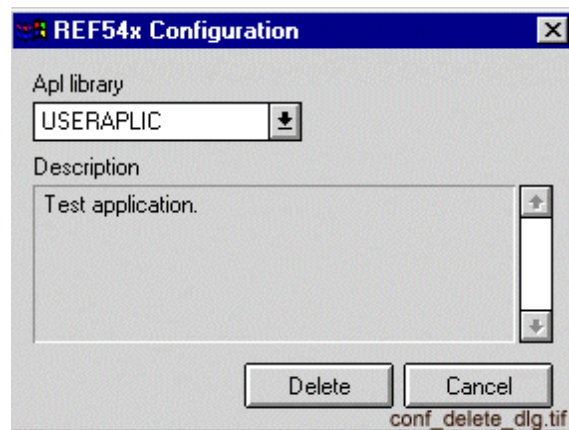 REF54x Configuration
Apl library
USERAPLIC
Description
Test application.
Delete Cancel
conf_delete_dlg.tif